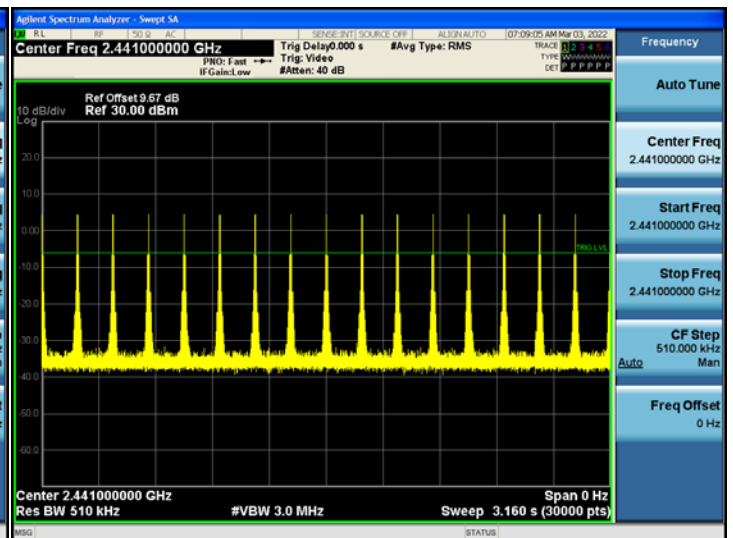 Agilent Spectrum Analyzer - Swept SA
RL RF 50 Ω AC SENSE:INT SOURCE OFF ALIGN AUTO 07:09:05 AM Mar 03, 2022
Center Freq 2.441000000 GHz
PNO: Fast
IFGain:Low
Trig Delay0.000 s
Trig: Video
#Atten: 40 dB
#Avg Type: RMS
TRACE 1 2 3 4 5 6
TYPE
DET P P P P P P
Frequency
Auto Tune
Center Freq
2.441000000 GHz
Start Freq
2.441000000 GHz
Stop Freq
2.441000000 GHz
CF Step
510.000 kHz
Auto Man
Freq Offset
0 Hz
Ref Offset 9.67 dB
10 dB/div Ref 30.00 dBm
Log
20.0
10.0
0.00
TRIG LVL
-10.0
-20.0
-30.0
-40.0
-50.0
-60.0
Center 2.441000000 GHz Span 0 Hz
Res BW 510 kHz #VBW 3.0 MHz Sweep 3.160 s (30000 pts)
MSG STATUS